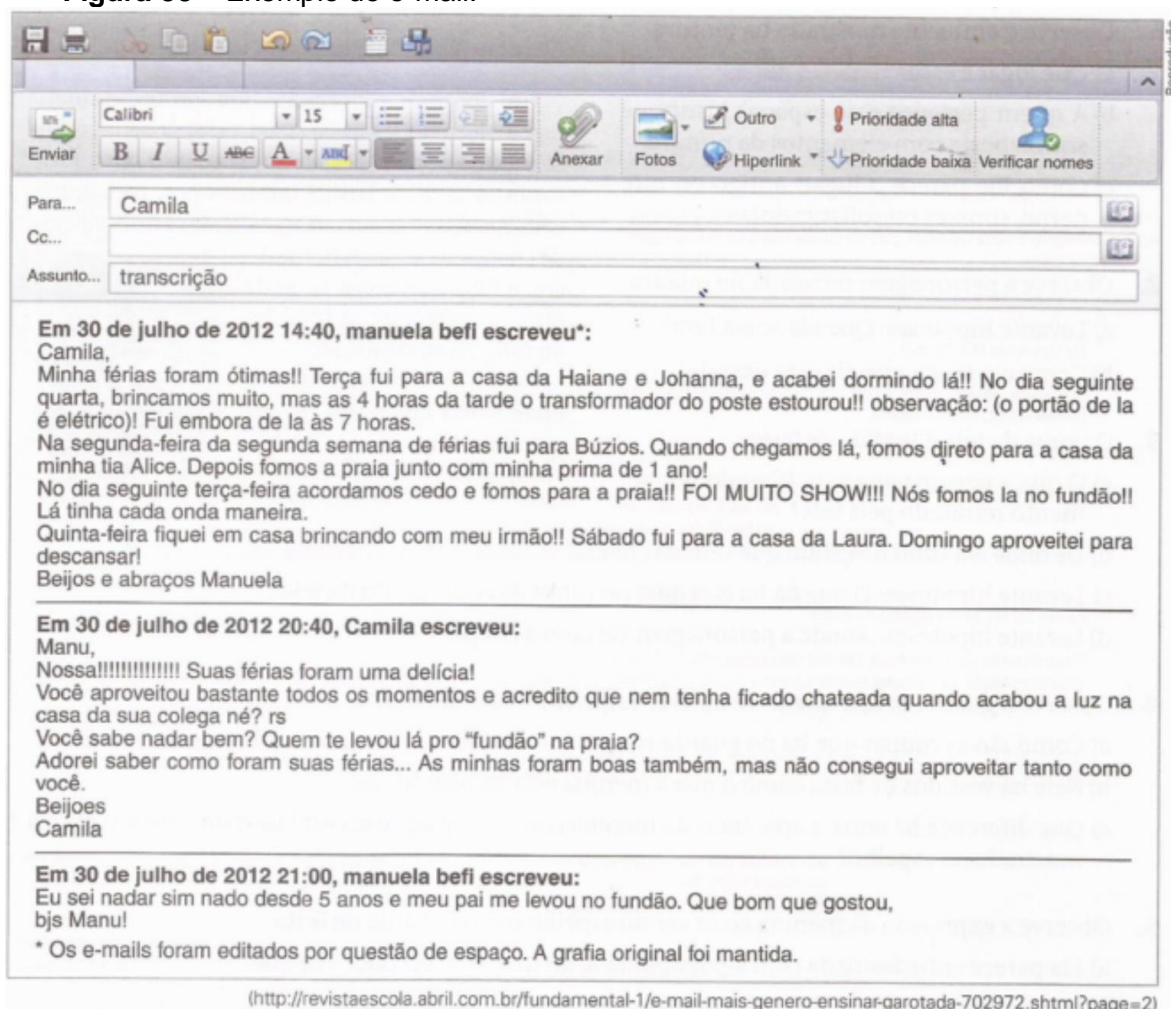 Enviar
Calibri
15
B I U ABC A ABC
Anexar
Fotos
Outro
Hiperlink
Prioridade alta
Prioridade baixa
Verificar nomes
Para...
Camila
Cc...
Assunto...
transcrição
Em 30 de julho de 2012 14:40, manuela befi escreveu*:
Camila,
Minha férias foram ótimas!! Terça fui para a casa da Haiane e Johanna, e acabei dormindo lá!! No dia seguinte
quarta, brincamos muito, mas as 4 horas da tarde o transformador do poste estourou!! observação: (o portão de la
é elétrico)! Fui embora de la às 7 horas.
Na segunda-feira da segunda semana de férias fui para Búzios. Quando chegamos lá, fomos direto para a casa da
minha tia Alice. Depois fomos a praia junto com minha prima de 1 ano!
No dia seguinte terça-feira acordamos cedo e fomos para a praia!! FOI MUITO SHOW!!! Nós fomos la no fundão!!
Lá tinha cada onda maneira.
Quinta-feira fiquei em casa brincando com meu irmão!! Sábado fui para a casa da Laura. Domingo aproveitei para
descansar!
Beijos e abraços Manuela
Em 30 de julho de 2012 20:40, Camila escreveu:
Manu,
Nossa!!!!!!!!!!!!!! Suas férias foram uma delícia!
Você aproveitou bastante todos os momentos e acredito que nem tenha ficado chateada quando acabou a luz na
casa da sua colega né? rs
Você sabe nadar bem? Quem te levou lá pro “fundão” na praia?
Adorei saber como foram suas férias... As minhas foram boas também, mas não consegui aproveitar tanto como
você.
Beijoes
Camila
Em 30 de julho de 2012 21:00, manuela befi escreveu:
Eu sei nadar sim nado desde 5 anos e meu pai me levou no fundão. Que bom que gostou,
bjs Manu!
* Os e-mails foram editados por questão de espaço. A grafia original foi mantida.
(http://revistaescola.abril.com.br/fundamental-1/e-mail-mais-genero-ensinar-garotada-702972.shtml?page=2)